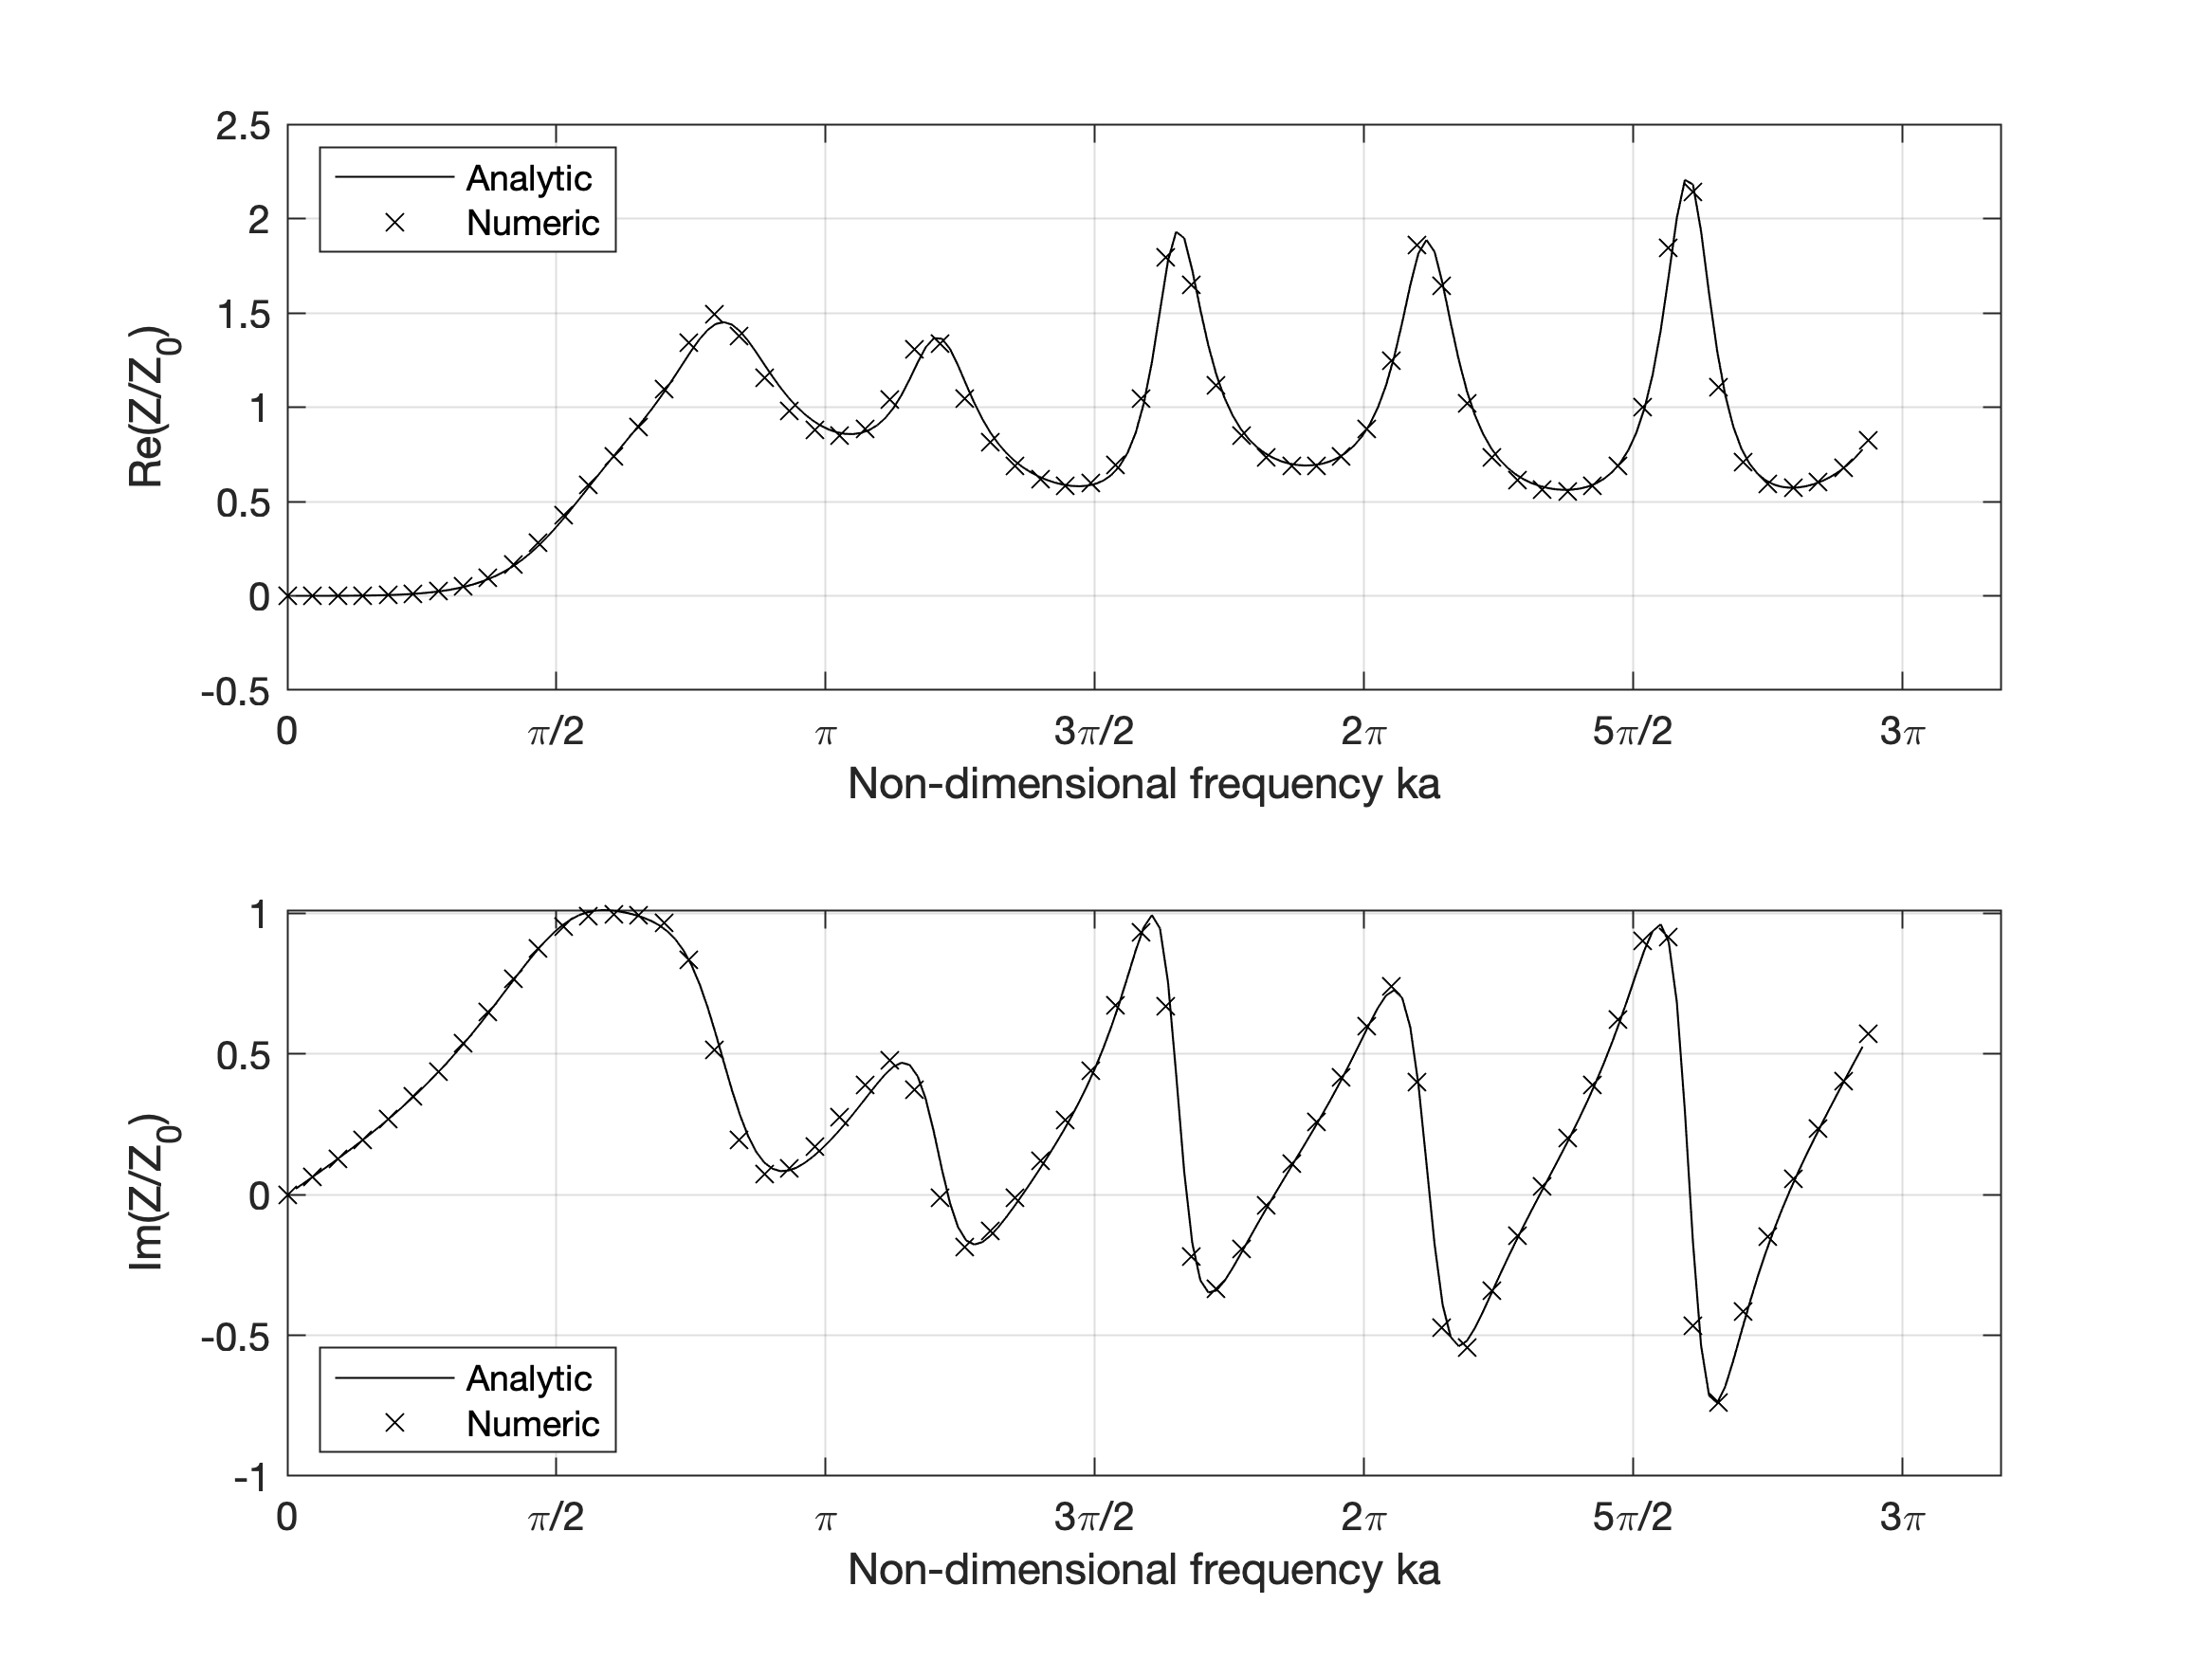 2.5
2
1.5
1
0.5
0
-0.5
Re(Z/Z0)
Analytic
Numeric
0 π/2 π 3π/2 2π 5π/2 3π
Non-dimensional frequency ka
1
0.5
0
-0.5
-1
Im(Z/Z0)
Analytic
Numeric
0 π/2 π 3π/2 2π 5π/2 3π
Non-dimensional frequency ka